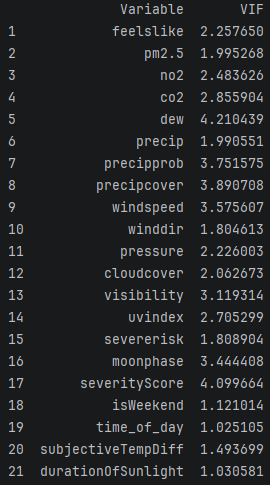 Variable VIF
1 feelslike 2.257650
2 pm2.5 1.995268
3 no2 2.483626
4 co2 2.855904
5 dew 4.210439
6 precip 1.990551
7 precipprob 3.751575
8 precipcover 3.890708
9 windspeed 3.575607
10 winddir 1.804613
11 pressure 2.226003
12 cloudcover 2.062673
13 visibility 3.119314
14 uvindex 2.705299
15 severerisk 1.808904
16 moonphase 3.444408
17 severityScore 4.099664
18 isWeekend 1.121014
19 time_of_day 1.025105
20 subjectiveTempDiff 1.493699
21 durationOfSunlight 1.030581